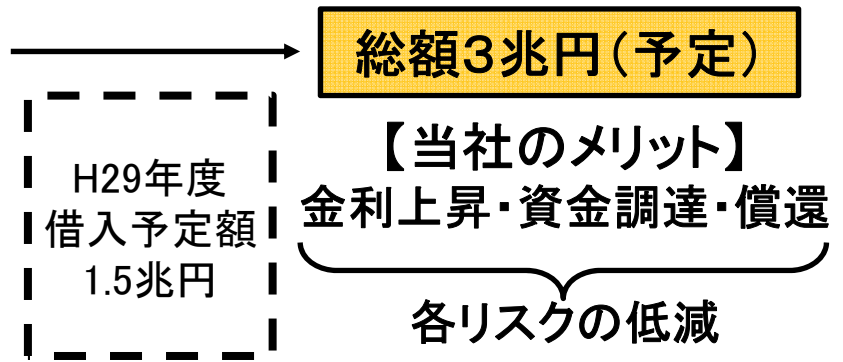 総額3兆円(予定)
【当社のメリット】
金利上昇・資金調達・償還
各リスクの低減
H29年度
借入予定額
1.5兆円